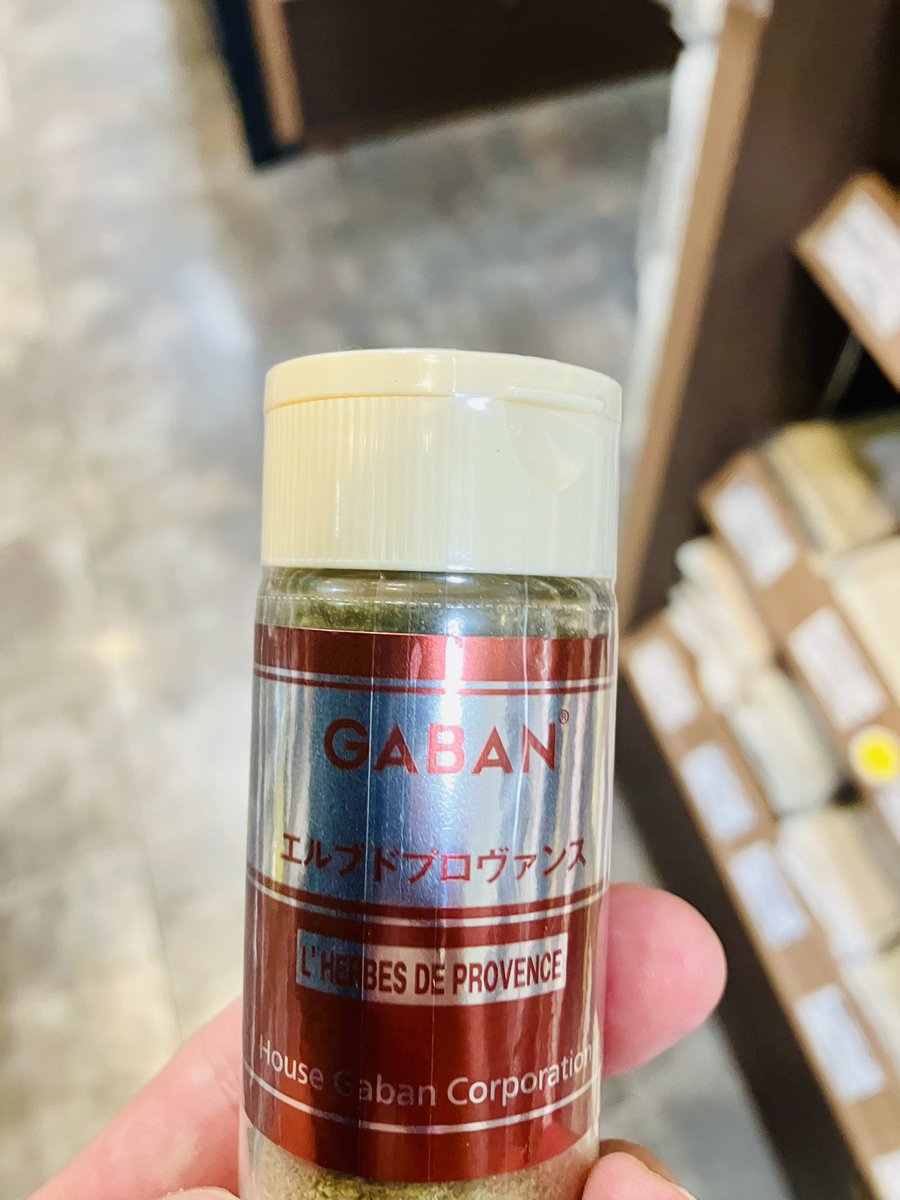 GABAN®
エルブドプロヴァンス
L'HERBES DE PROVENCE
House Gaban Corporation